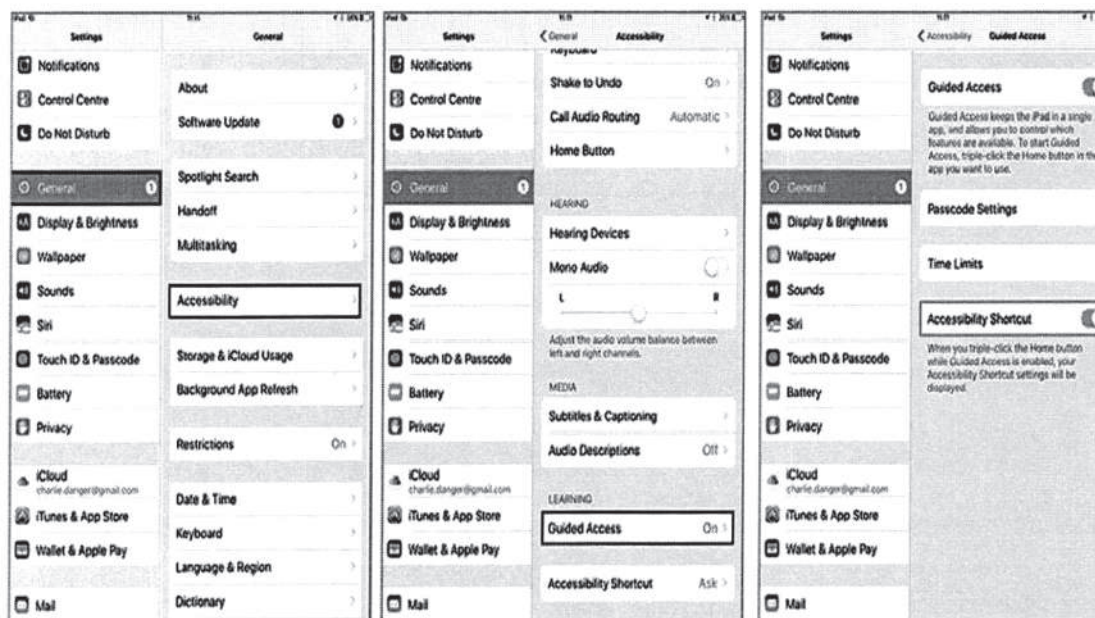 Settings
Notifications
Control Centre
Do Not Disturb
General 1
Display & Brightness
Wallpaper
Sounds
Siri
Touch ID & Passcode
Battery
Privacy
iCloud
charlie.danger@gmail.com
iTunes & App Store
Wallet & Apple Pay
Mail
General
About
Software Update 1
Spotlight Search
Handoff
Multitasking
Accessibility
Storage & iCloud Usage
Background App Refresh
Restrictions On
Date & Time
Keyboard
Language & Region
Dictionary
Settings
Notifications
Control Centre
Do Not Disturb
General 1
Display & Brightness
Wallpaper
Sounds
Siri
Touch ID & Passcode
Battery
Privacy
iCloud
charlie.danger@gmail.com
iTunes & App Store
Wallet & Apple Pay
Mail
General Accessibility
Keyboard
Shake to Undo On
Call Audio Routing Automatic
Home Button
HEARING
Hearing Devices
Mono Audio
L R
Adjust the audio volume balance between
left and right channels.
MEDIA
Subtitles & Captioning
Audio Descriptions Off
LEARNING
Guided Access On
Accessibility Shortcut Ask
Settings
Notifications
Control Centre
Do Not Disturb
General 1
Display & Brightness
Wallpaper
Sounds
Siri
Touch ID & Passcode
Battery
Privacy
iCloud
charlie.danger@gmail.com
iTunes & App Store
Wallet & Apple Pay
Mail
Accessibility Guided Access
Guided Access
Guided Access keeps the iPad in a single
app, and allows you to control which
features are available. To start Guided
Access, triple-click the Home button in the
app you want to use.
Passcode Settings
Time Limits
Accessibility Shortcut
When you triple-click the Home button
while Guided Access is enabled, your
Accessibility Shortcut settings will be
displayed.